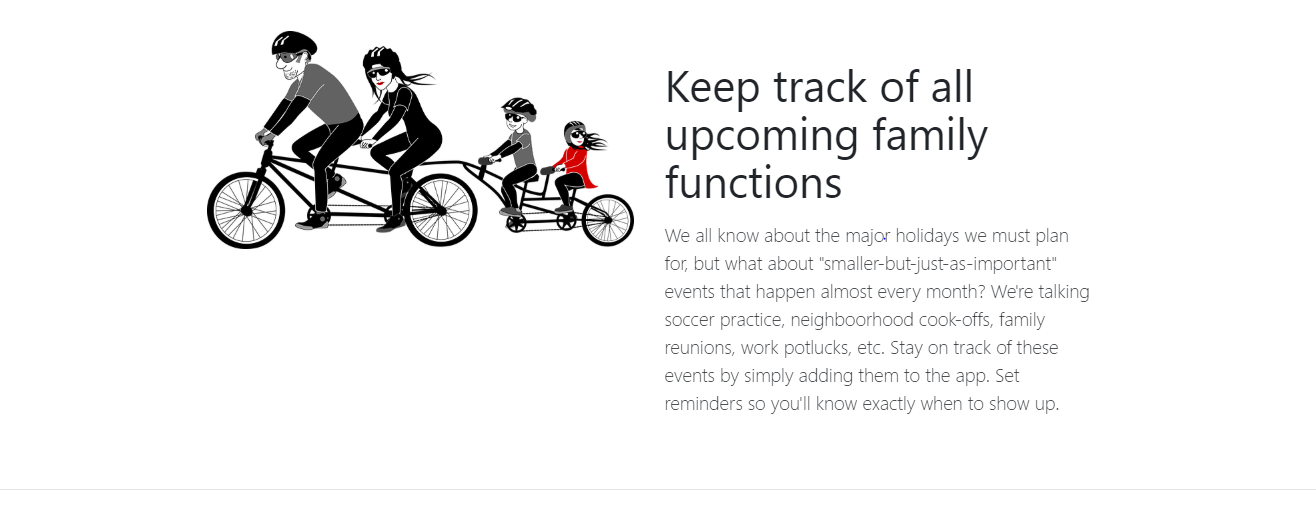 Keep track of all
upcoming family
functions
We all know about the major holidays we must plan
for, but what about "smaller-but-just-as-important"
events that happen almost every month? We're talking
soccer practice, neighboorhood cook-offs, family
reunions, work potlucks, etc. Stay on track of these
events by simply adding them to the app. Set
reminders so you'll know exactly when to show up.